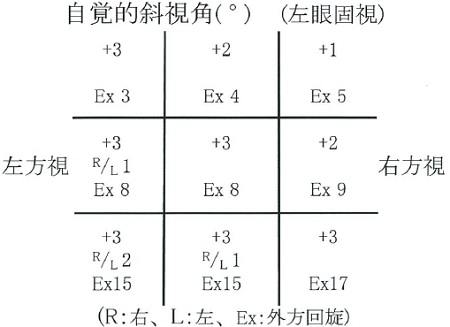 自覚的斜視角(°) (左眼固視)
+3 +2 +1
Ex 3 Ex 4 Ex 5
+3 +3 +2
R/L 1
左方視 右方視
Ex 8 Ex 8 Ex 9
+3 +3 +3
R/L 2 R/L 1
Ex15 Ex15 Ex17
(R:右、L:左、Ex:外方回旋)